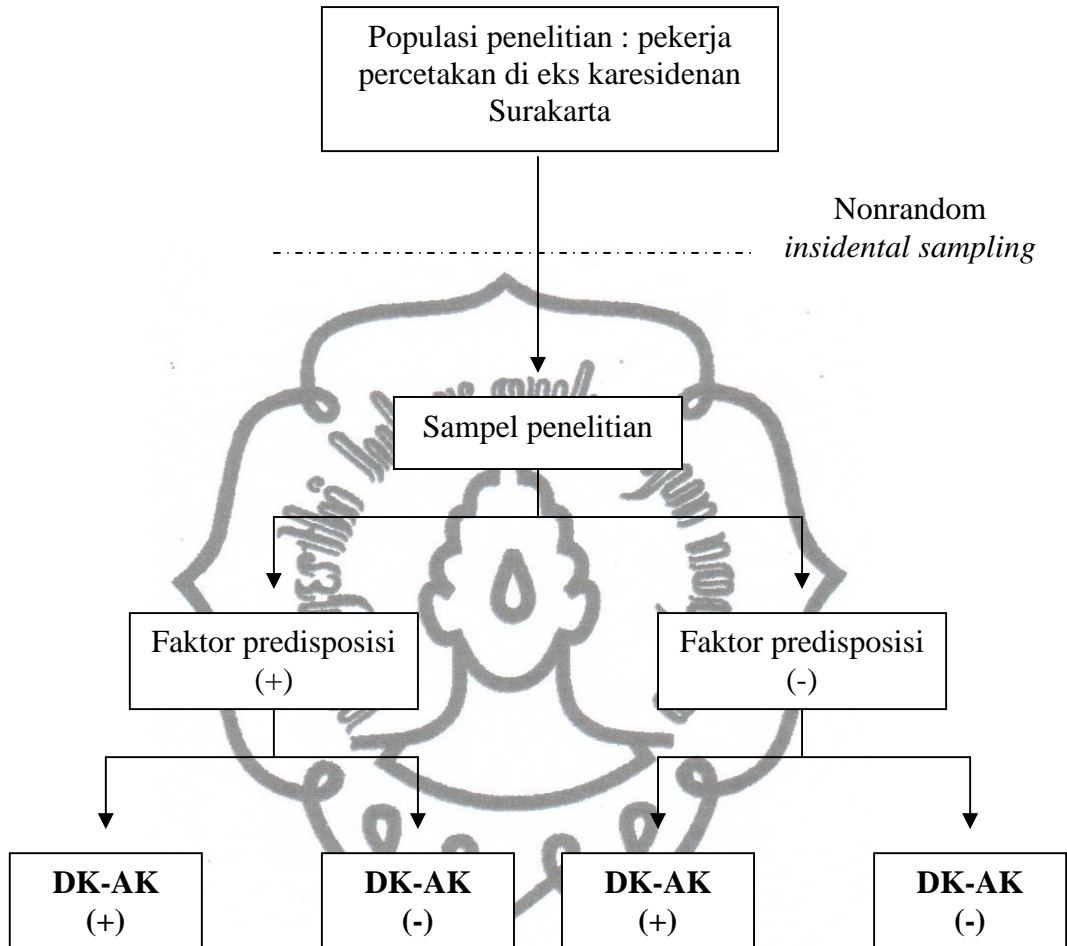 Populasi penelitian : pekerja
percetakan di eks karesidenan
Surakarta
Nonrandom
insidental sampling
Sampel penelitian
Faktor predisposisi
(+)
Faktor predisposisi
(-)
DK-AK
(+)
DK-AK
(-)
DK-AK
(+)
DK-AK
(-)